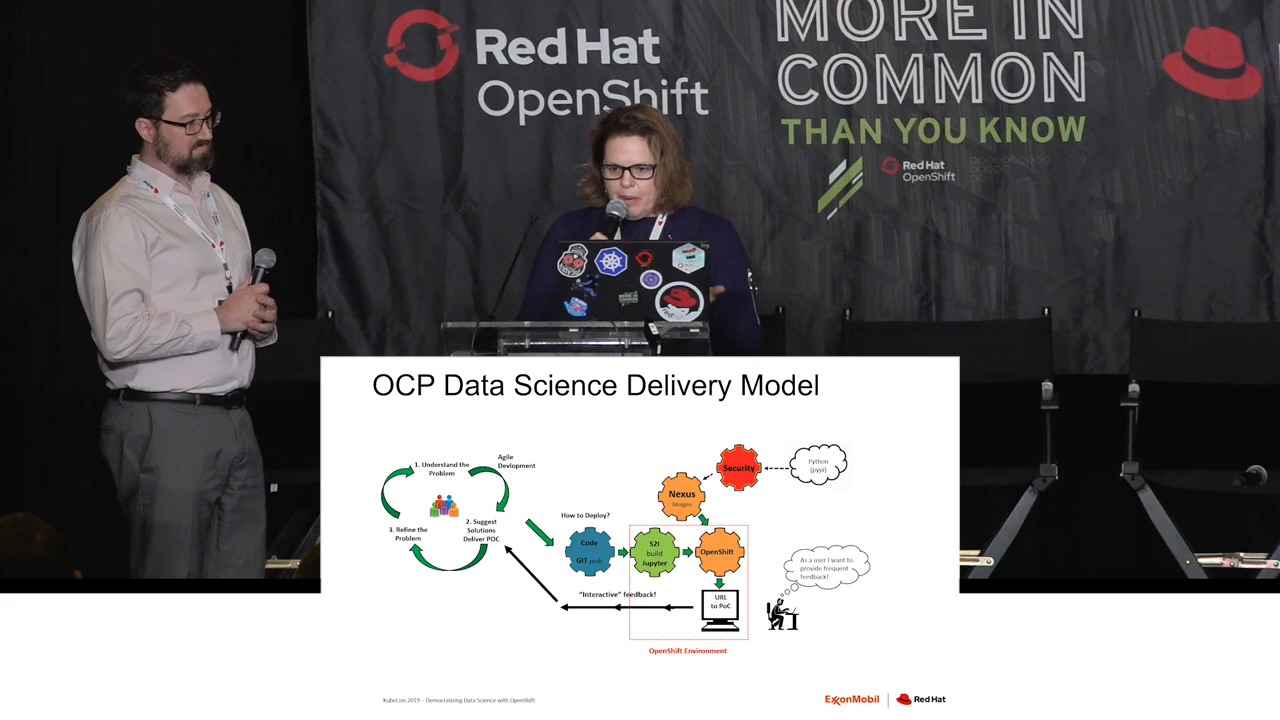 MORE IN
COMMON
THAN YOU KNOW
Red Hat
OpenShift
Red Hat
OpenShift
redhat
OCP Data Science Delivery Model
1. Understand the
Problem
Agile
Devlopment
2. Suggest
Solutions
Deliver POC
3. Refine the
Problem
How to Deploy?
Code
GIT push
S2I
build
Jupyter
OpenShift
Nexus
Images
Security
Python
(pypi)
URL
to PoC
"Interactive" feedback!
As a user I want to
provide frequent
feedback!
OpenShift Environment
KubeCon 2019 – Democratizing Data Science with OpenShift
ExxonMobil
Red Hat